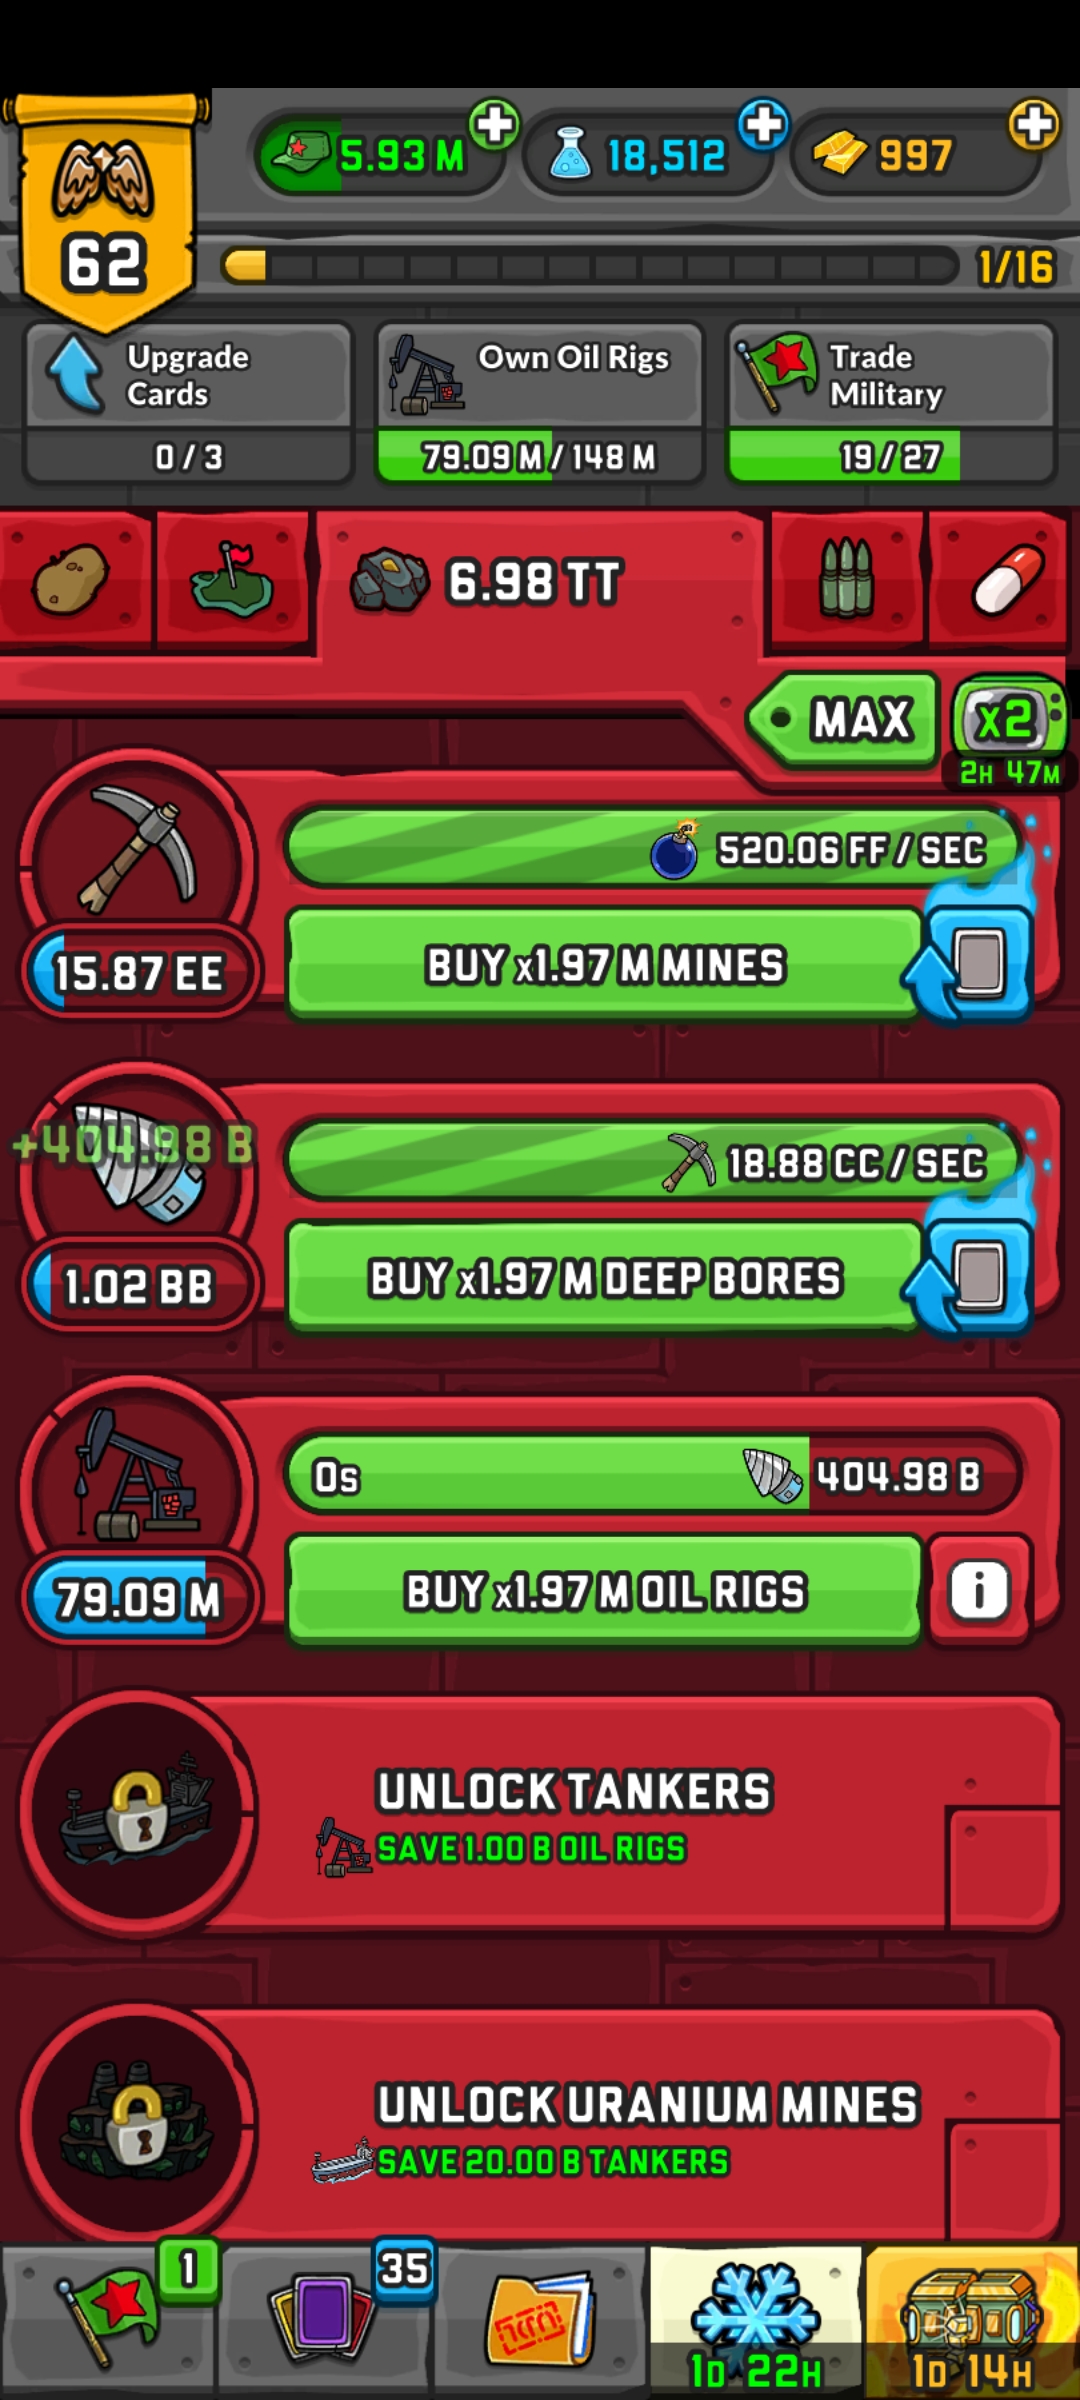 5.93 M
18,512
997
62
1/16
Upgrade
Cards
0 / 3
Own Oil Rigs
79.09 M / 148 M
Trade
Military
19 / 27
6.98 TT
MAX
x2
2H 47M
520.06 FF / SEC
15.87 EE
BUY x1.97 M MINES
+404.98 B
18.88 CC / SEC
1.02 BB
BUY x1.97 M DEEP BORES
0s
404.98 B
79.09 M
BUY x1.97 M OIL RIGS
i
UNLOCK TANKERS
SAVE 1.00 B OIL RIGS
UNLOCK URANIUM MINES
SAVE 20.00 B TANKERS
1
35
1D 22H
1D 14H